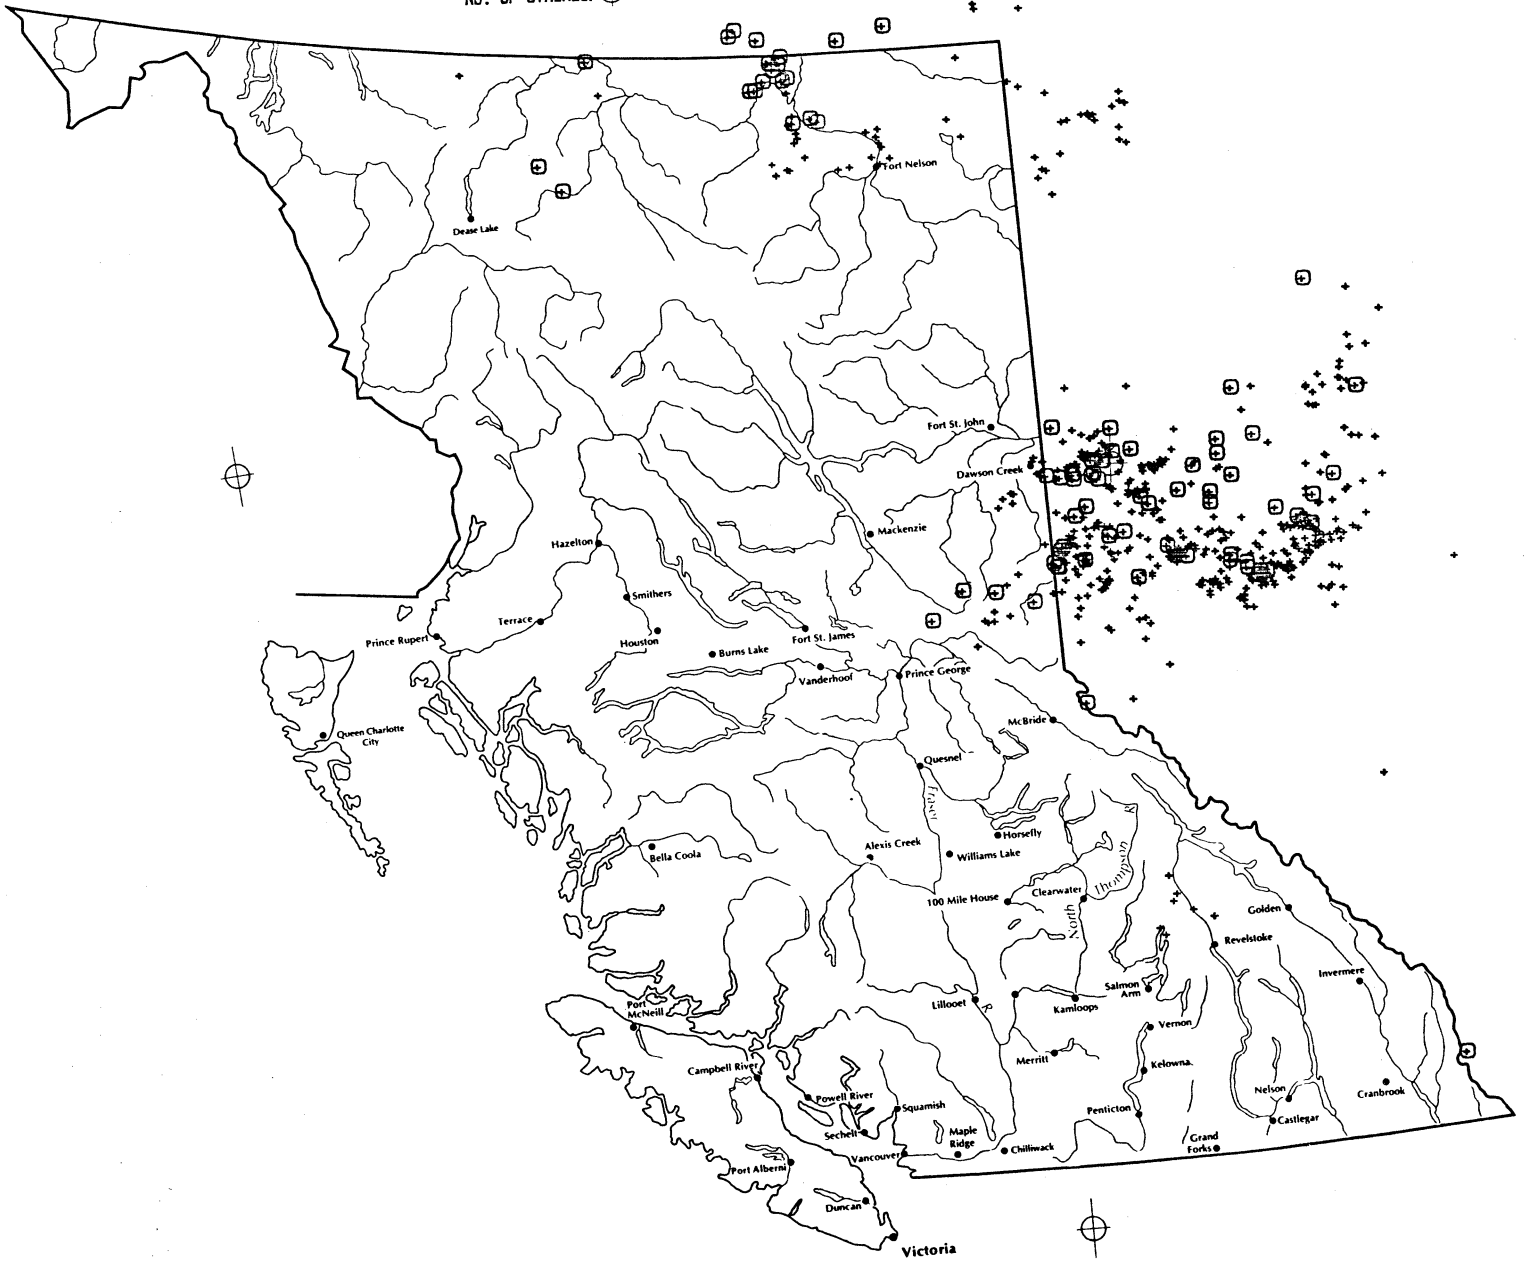 Fort Nelson
Dease Lake
Fort St. John
Dawson Creek
Mackenzie
Hazelton
Smithers
Terrace
Houston
Fort St. James
Prince Rupert
Burns Lake
Vanderhoof
Prince George
McBride
Queen Charlotte
City
Quesnel
Fraser
Horsefly
Alexis Creek
Williams Lake
Bella Coola
Clearwater
Thompson
R
100 Mile House
North
Golden
Revelstoke
Invermere
Salmon
Arm
Lillooet
R
Kamloops
Port
McNeill
Vernon
Merritt
Campbell River
Kelowna.
Powell River
Nelson
Cranbrook
Squamish
Penticton
Castlegar
Sechelt
Maple
Ridge
Grand
Forks
Vancouver
Chilliwack
Port Alberni
Duncan
Victoria